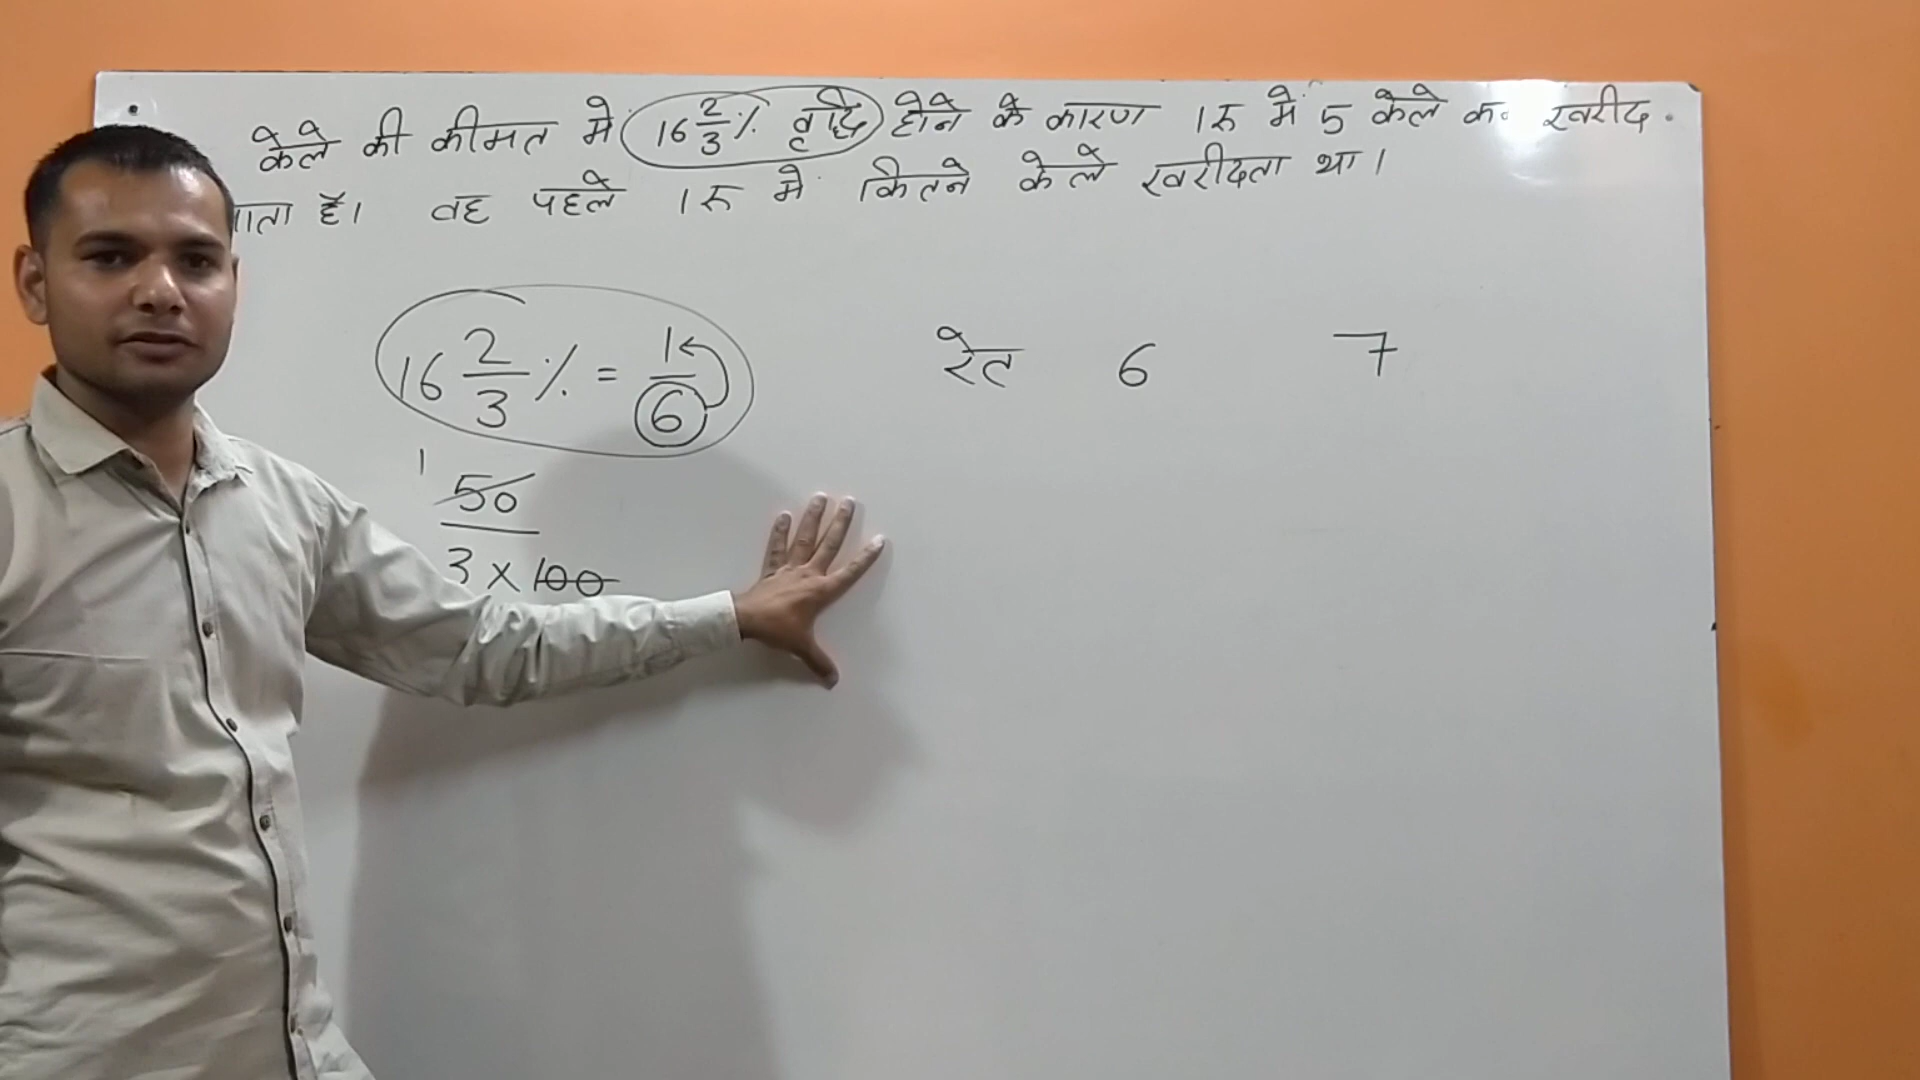 केले की कीमत में 16 2/3 % वृद्धि होने के कारण 1रू में 5 केले कम खरीद
पाता है। वह पहले 1रू में कितने केले खरीदता था।
16 2/3 % = 1/6
रेट 6 7
1
50
3 × 100